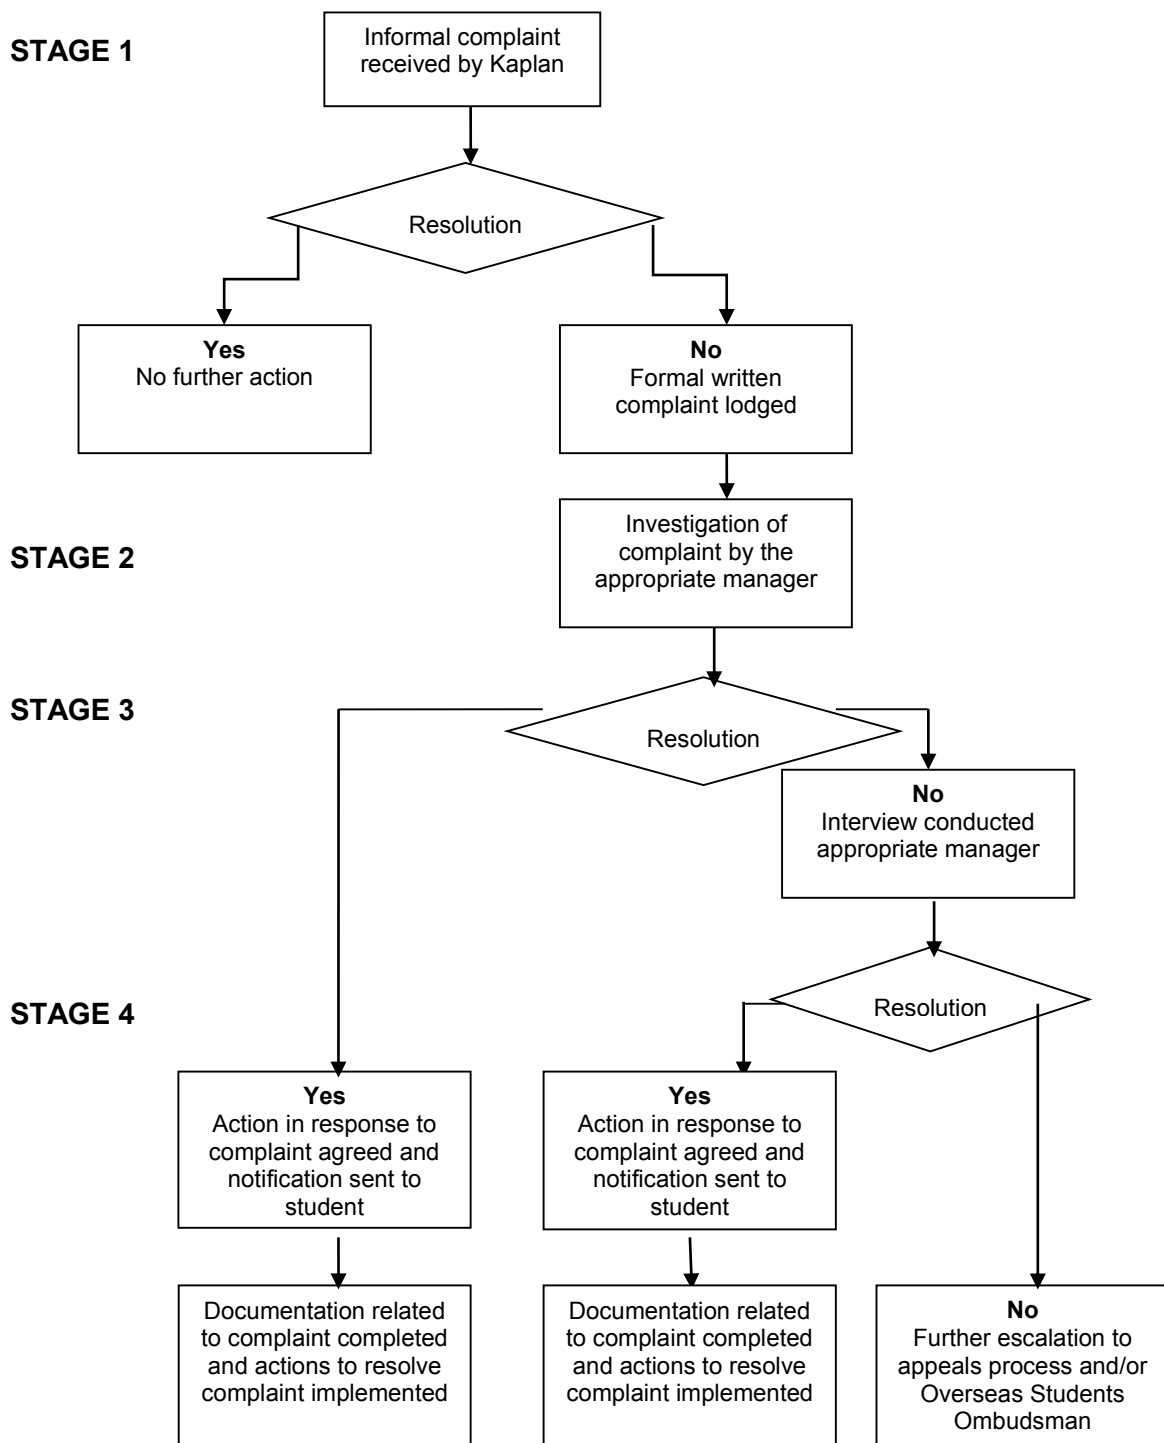 STAGE 1
Informal complaint
received by Kaplan
Resolution
Yes
No further action
No
Formal written
complaint lodged
STAGE 2
Investigation of
complaint by the
appropriate manager
STAGE 3
Resolution
No
Interview conducted
appropriate manager
STAGE 4
Resolution
Yes
Action in response to
complaint agreed and
notification sent to
student
Yes
Action in response to
complaint agreed and
notification sent to
student
Documentation related
to complaint completed
and actions to resolve
complaint implemented
Documentation related
to complaint completed
and actions to resolve
complaint implemented
No
Further escalation to
appeals process and/or
Overseas Students
Ombudsman